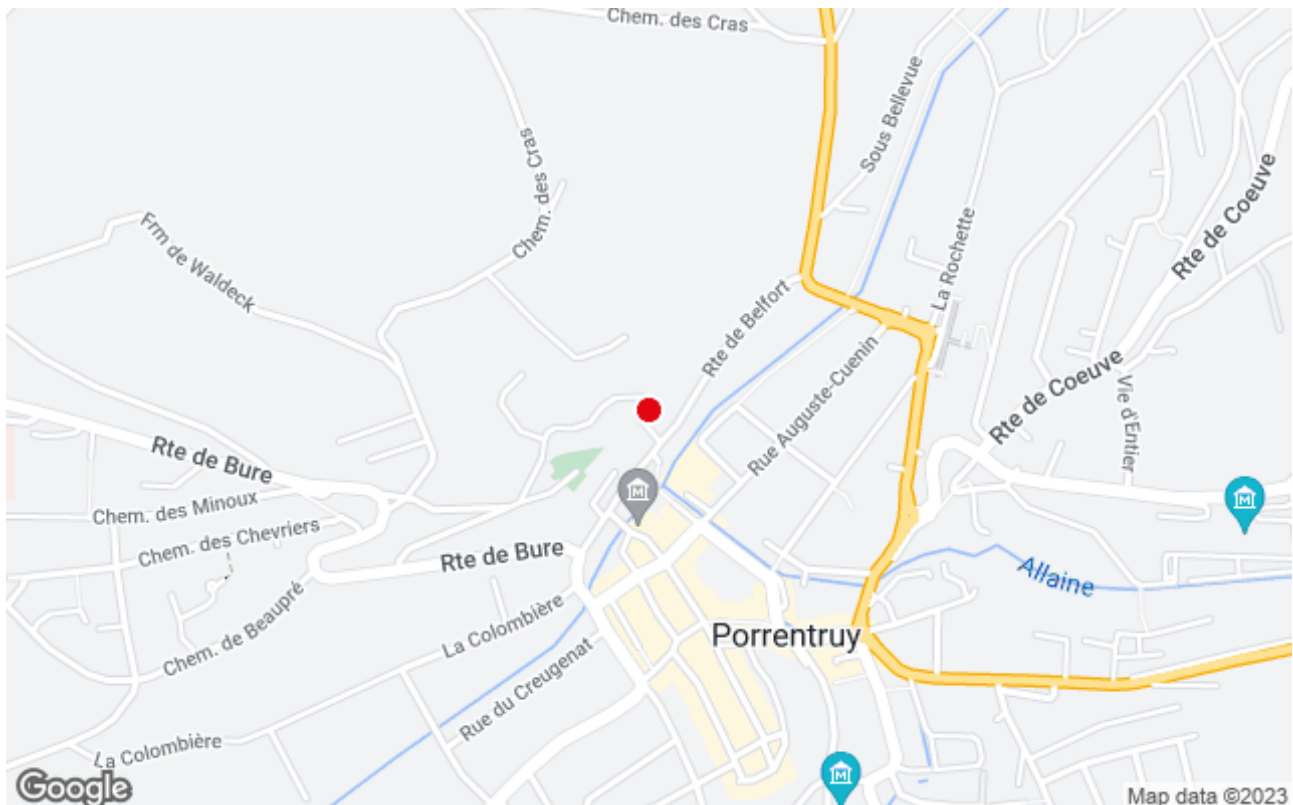 Chem. des Cras
Sous Bellevue
Chem. des Cras
Rte de Coeuve
Frm de Waldeck
La Rochette
Rte de Belfort
Rue Auguste-Cuenin
Rte de Coeuve
Vie d'Entier
Rte de Bure
Chem. des Minoux
M
M
Chem. des Chevriers
Rte de Bure
Allaine
Chem. de Beaupré
La Colombière
Porrentruy
Rue du Creugenat
La Colombière
M
Google
Map data ©2023